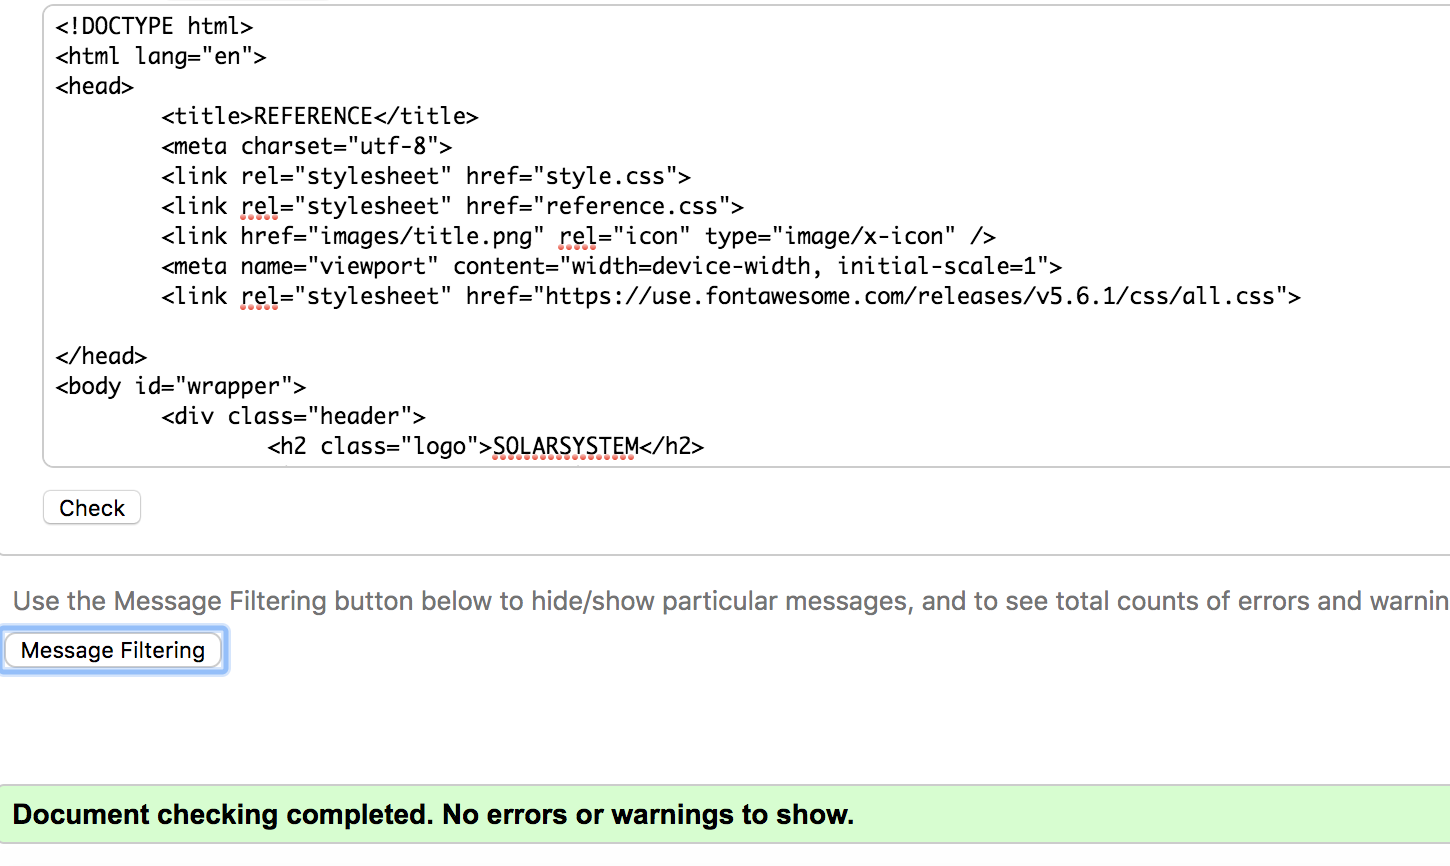 <!DOCTYPE html>
<html lang="en">
<head>
<title>REFERENCE</title>
<meta charset="utf-8">
<link rel="stylesheet" href="style.css">
<link rel="stylesheet" href="reference.css">
<link href="images/title.png" rel="icon" type="image/x-icon" />
<meta name="viewport" content="width=device-width, initial-scale=1">
<link rel="stylesheet" href="https://use.fontawesome.com/releases/v5.6.1/css/all.css">
</head>
<body id="wrapper">
<div class="header">
<h2 class="logo">SOLARSYSTEM</h2>
Check
Use the Message Filtering button below to hide/show particular messages, and to see total counts of errors and warnin
Message Filtering
Document checking completed. No errors or warnings to show.